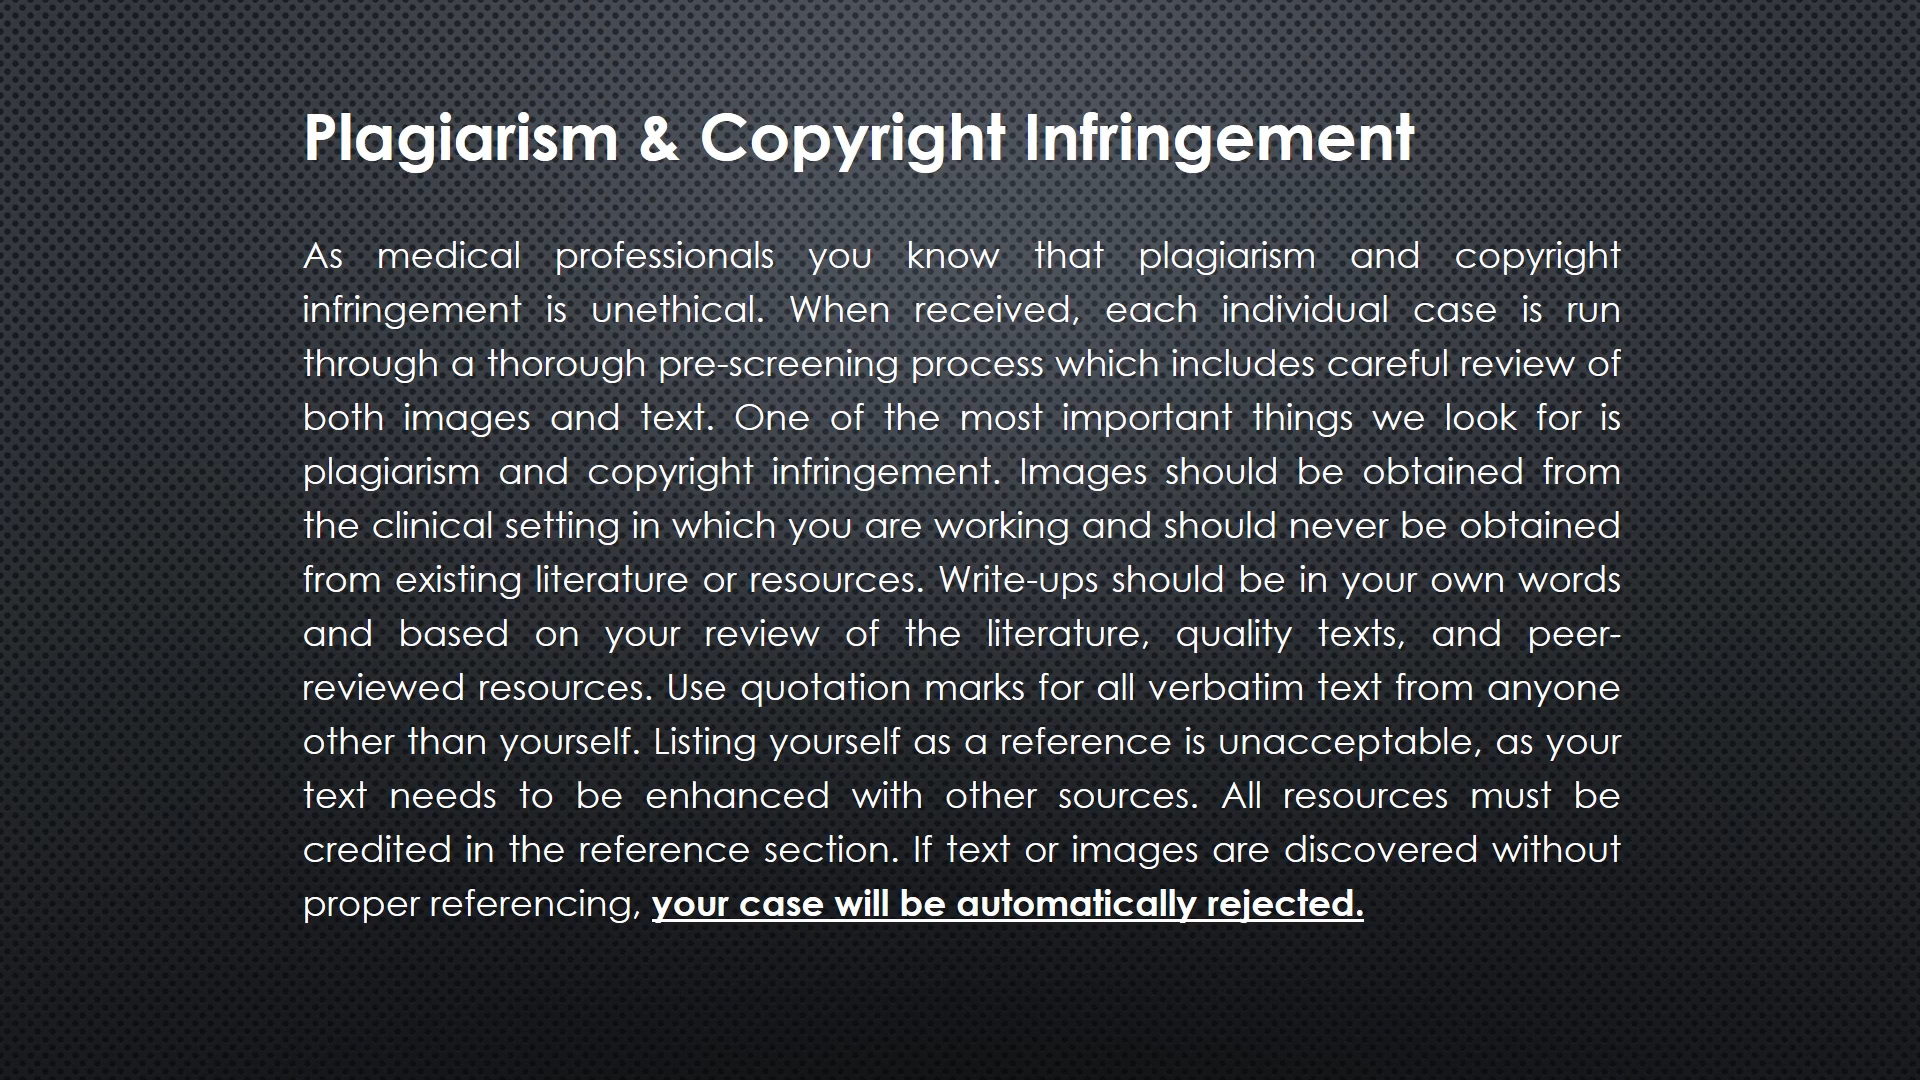 Plagiarism & Copyright Infringement
As medical professionals you know that plagiarism and copyright
infringement is unethical. When received, each individual case is run
through a thorough pre-screening process which includes careful review of
both images and text. One of the most important things we look for is
plagiarism and copyright infringement. Images should be obtained from
the clinical setting in which you are working and should never be obtained
from existing literature or resources. Write-ups should be in your own words
and based on your review of the literature, quality texts, and peer-
reviewed resources. Use quotation marks for all verbatim text from anyone
other than yourself. Listing yourself as a reference is unacceptable, as your
text needs to be enhanced with other sources. All resources must be
credited in the reference section. If text or images are discovered without
proper referencing, your case will be automatically rejected.